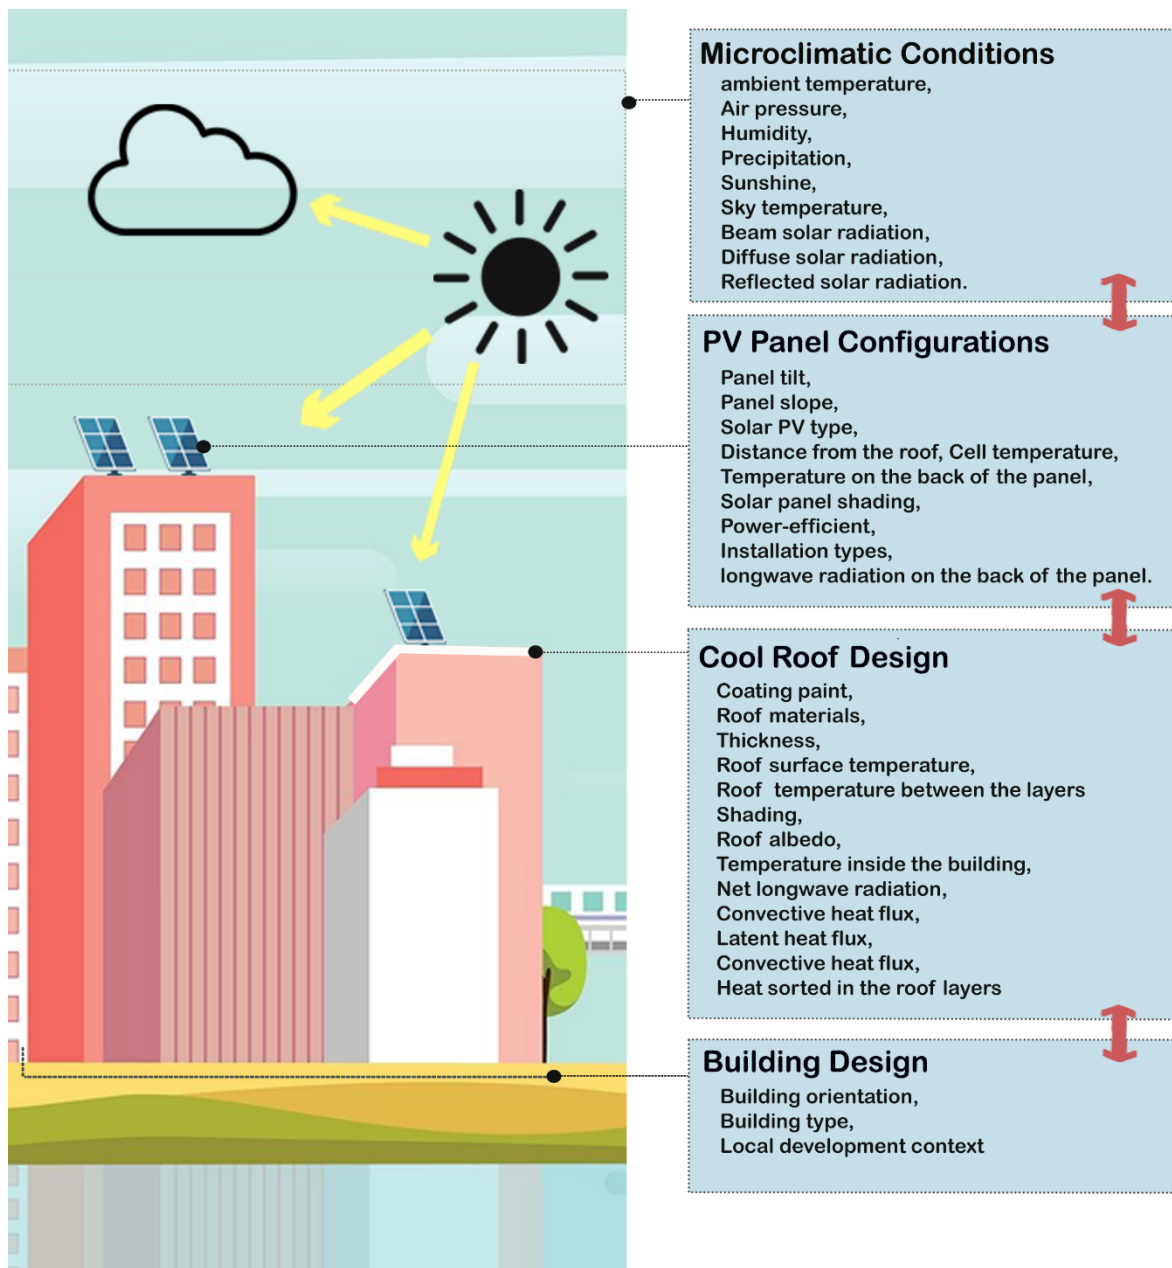 Microclimatic Conditions
ambient temperature,
Air pressure,
Humidity,
Precipitation,
Sunshine,
Sky temperature,
Beam solar radiation,
Diffuse solar radiation,
Reflected solar radiation.
PV Panel Configurations
Panel tilt,
Panel slope,
Solar PV type,
Distance from the roof, Cell temperature,
Temperature on the back of the panel,
Solar panel shading,
Power-efficient,
Installation types,
longwave radiation on the back of the panel.
Cool Roof Design
Coating paint,
Roof materials,
Thickness,
Roof surface temperature,
Roof temperature between the layers
Shading,
Roof albedo,
Temperature inside the building,
Net longwave radiation,
Convective heat flux,
Latent heat flux,
Convective heat flux,
Heat sorted in the roof layers
Building Design
Building orientation,
Building type,
Local development context